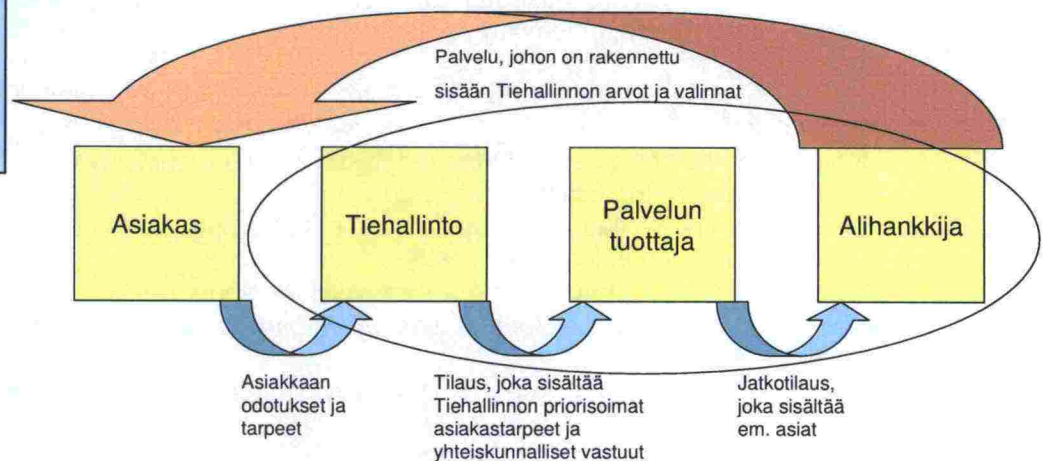 Palvelu, johon on rakennettu
sisään Tiehallinnon arvot ja valinnat
Asiakas
Tiehallinto
Palvelun
tuottaja
Alihankkija
Asiakkaan
odotukset ja
tarpeet
Tilaus, joka sisältää
Tiehallinnon priorisoimat
asiakastarpeet ja
yhteiskunnalliset vastuut
Jatkotilaus,
joka sisältää
em. asiat